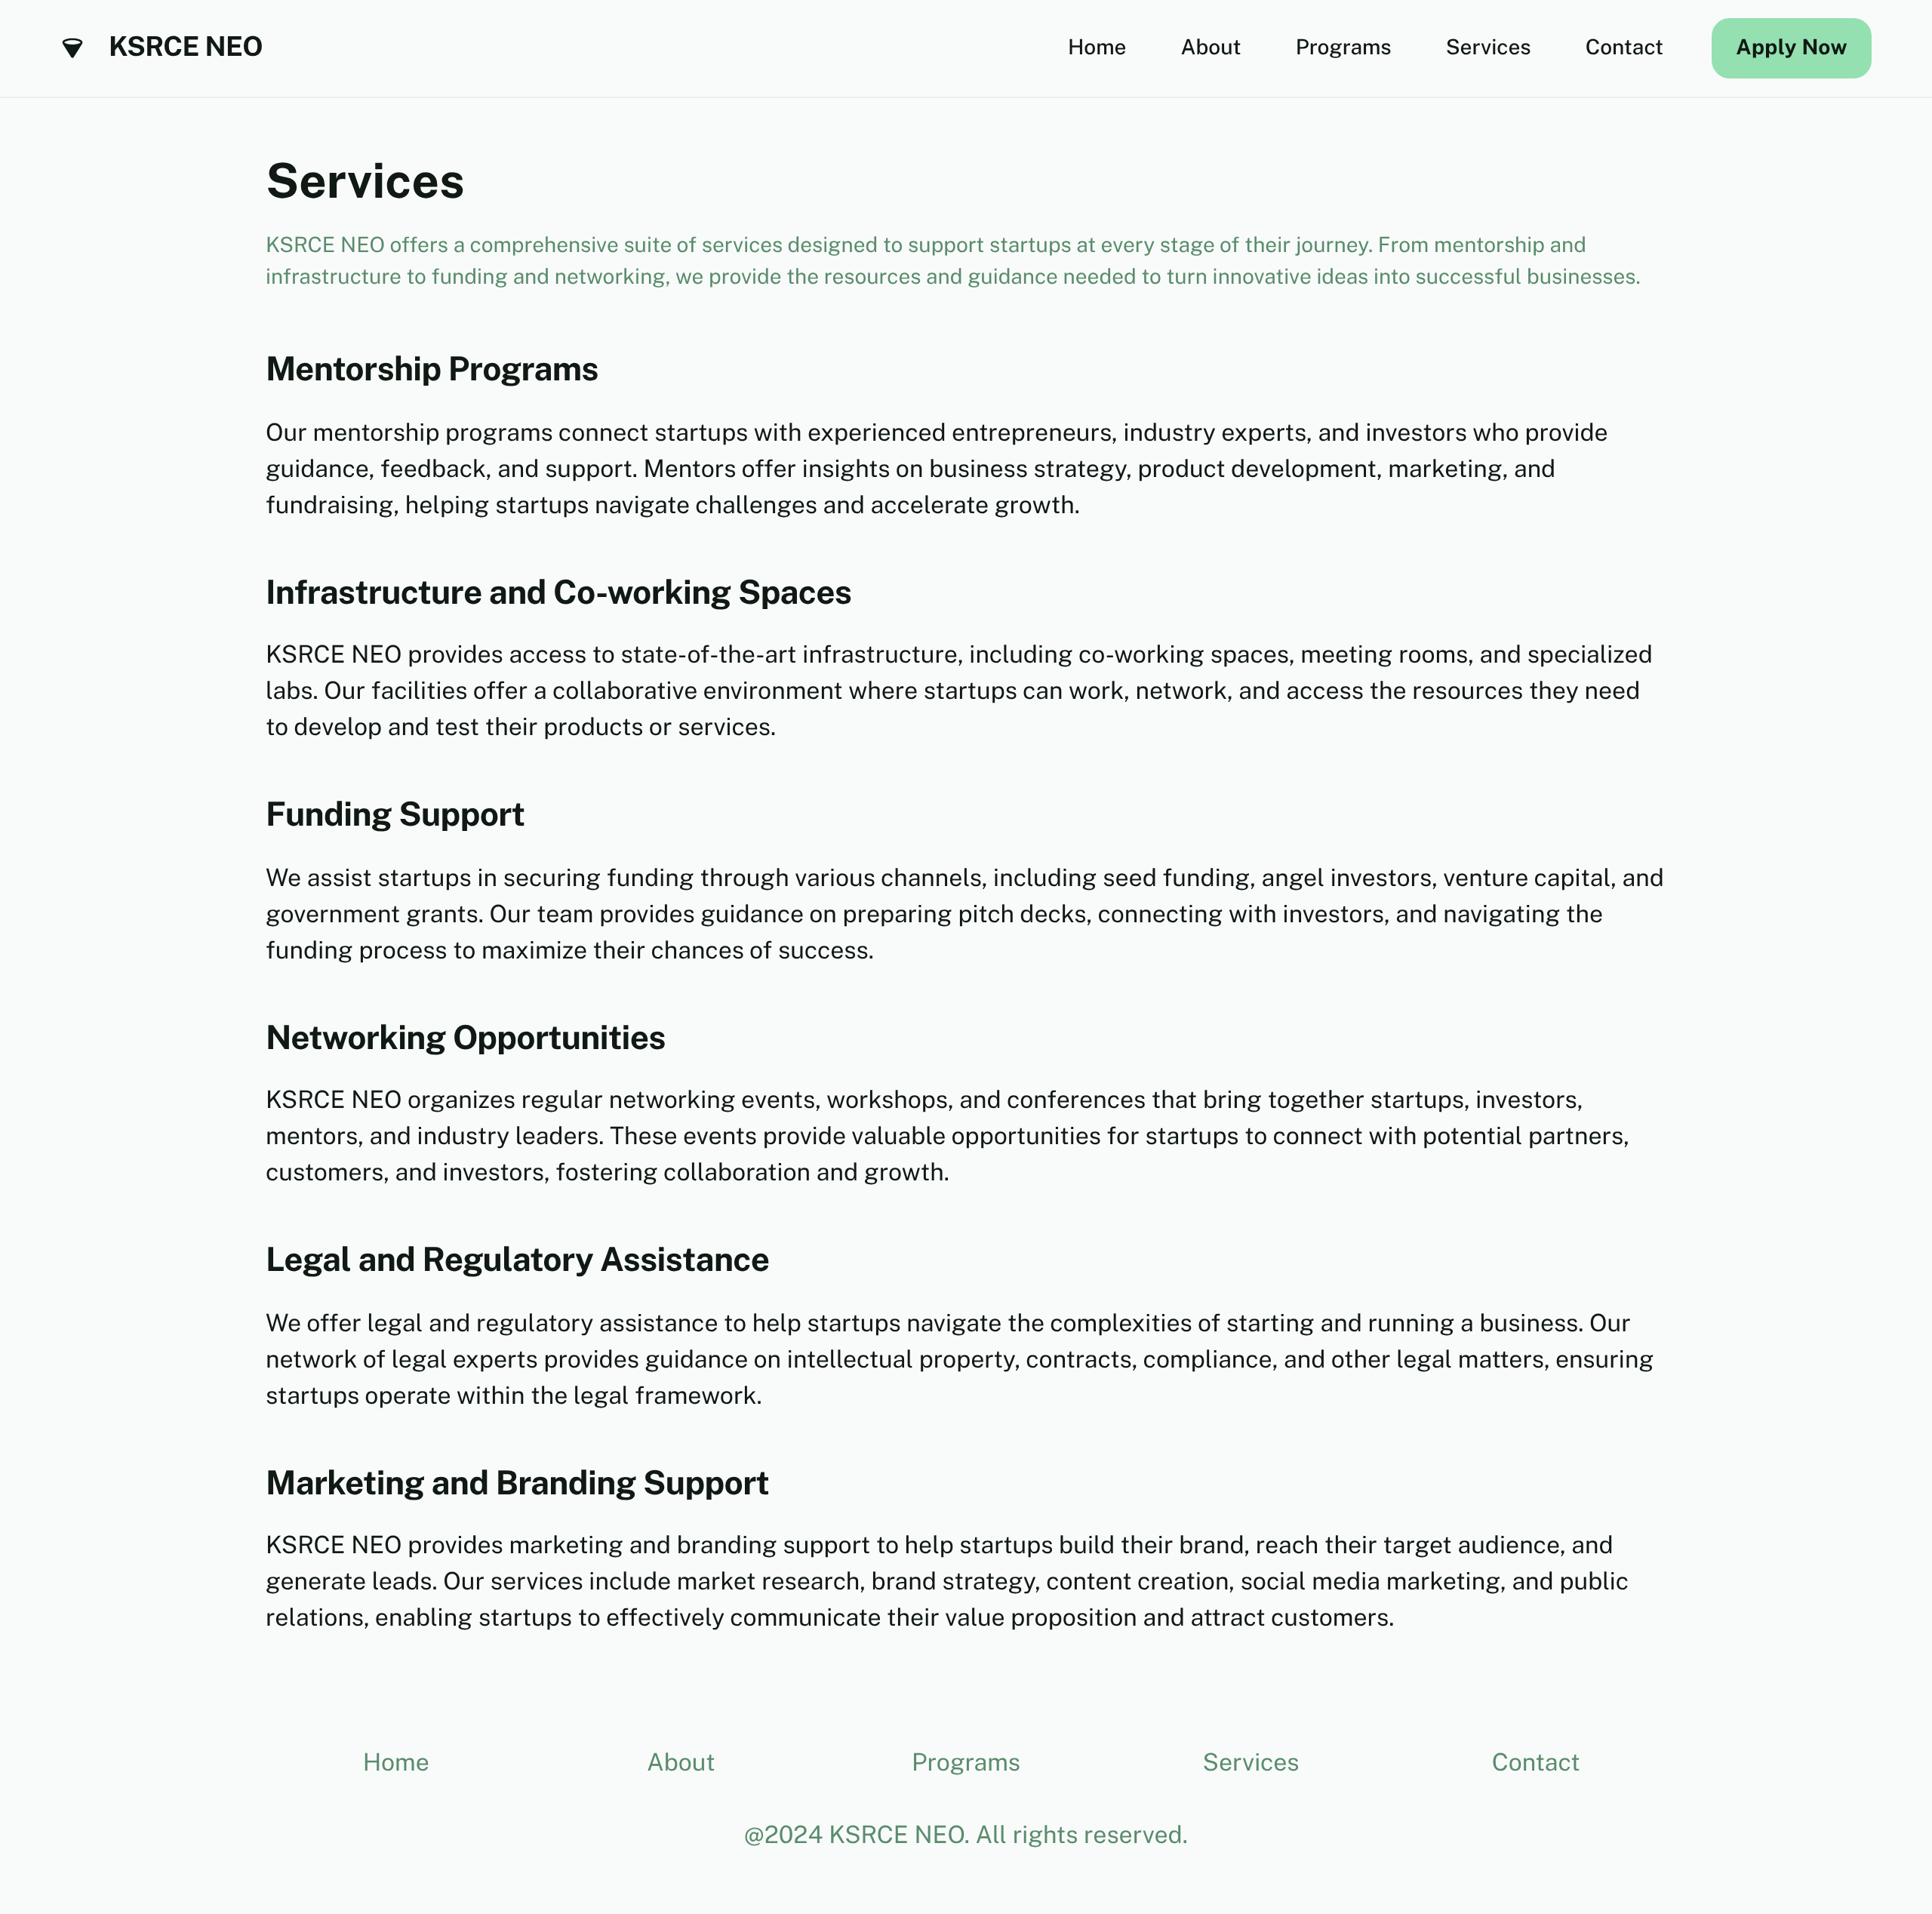 KSRCE NEO
Home About Programs Services Contact Apply Now
Services
KSRCE NEO offers a comprehensive suite of services designed to support startups at every stage of their journey. From mentorship and
infrastructure to funding and networking, we provide the resources and guidance needed to turn innovative ideas into successful businesses.
Mentorship Programs
Our mentorship programs connect startups with experienced entrepreneurs, industry experts, and investors who provide
guidance, feedback, and support. Mentors offer insights on business strategy, product development, marketing, and
fundraising, helping startups navigate challenges and accelerate growth.
Infrastructure and Co-working Spaces
KSRCE NEO provides access to state-of-the-art infrastructure, including co-working spaces, meeting rooms, and specialized
labs. Our facilities offer a collaborative environment where startups can work, network, and access the resources they need
to develop and test their products or services.
Funding Support
We assist startups in securing funding through various channels, including seed funding, angel investors, venture capital, and
government grants. Our team provides guidance on preparing pitch decks, connecting with investors, and navigating the
funding process to maximize their chances of success.
Networking Opportunities
KSRCE NEO organizes regular networking events, workshops, and conferences that bring together startups, investors,
mentors, and industry leaders. These events provide valuable opportunities for startups to connect with potential partners,
customers, and investors, fostering collaboration and growth.
Legal and Regulatory Assistance
We offer legal and regulatory assistance to help startups navigate the complexities of starting and running a business. Our
network of legal experts provides guidance on intellectual property, contracts, compliance, and other legal matters, ensuring
startups operate within the legal framework.
Marketing and Branding Support
KSRCE NEO provides marketing and branding support to help startups build their brand, reach their target audience, and
generate leads. Our services include market research, brand strategy, content creation, social media marketing, and public
relations, enabling startups to effectively communicate their value proposition and attract customers.
Home About Programs Services Contact
@2024 KSRCE NEO. All rights reserved.